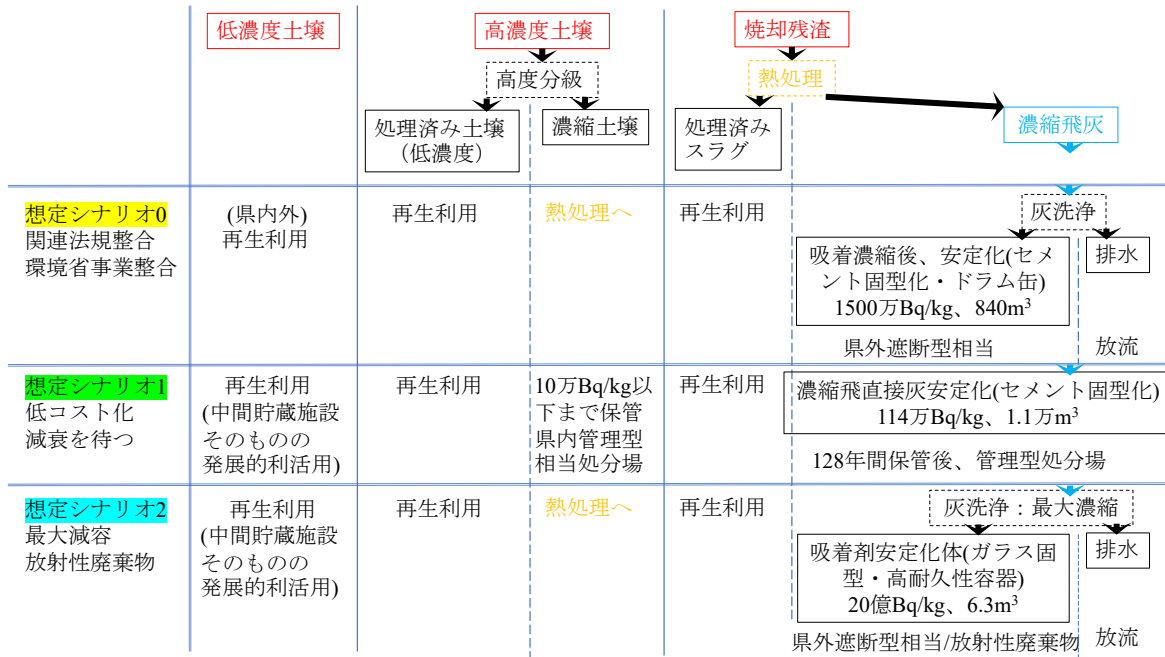 低濃度土壌
高濃度土壌
焼却残渣
高度分級
熱処理
処理済み土壌
（低濃度）
濃縮土壌
処理済み
スラグ
濃縮飛灰
想定シナリオ0
関連法規整合
環境省事業整合
(県内外)
再生利用
再生利用
熱処理へ
再生利用
灰洗浄
吸着濃縮後、安定化(セメ
ント固型化・ドラム缶)
1500万Bq/kg、840m³
排水
県外遮断型相当
放流
想定シナリオ1
低コスト化
減衰を待つ
再生利用
(中間貯蔵施設
そのものの
発展的利活用)
再生利用
10万Bq/kg以
下まで保管
県内管理型
相当処分場
再生利用
濃縮飛直接灰安定化(セメント固型化)
114万Bq/kg、1.1万m³
128年間保管後、管理型処分場
想定シナリオ2
最大減容
放射性廃棄物
再生利用
(中間貯蔵施設
そのものの
発展的利活用)
再生利用
熱処理へ
再生利用
灰洗浄：最大濃縮
吸着剤安定化体(ガラス固
型・高耐久性容器)
20億Bq/kg、6.3m³
排水
県外遮断型相当/放射性廃棄物
放流